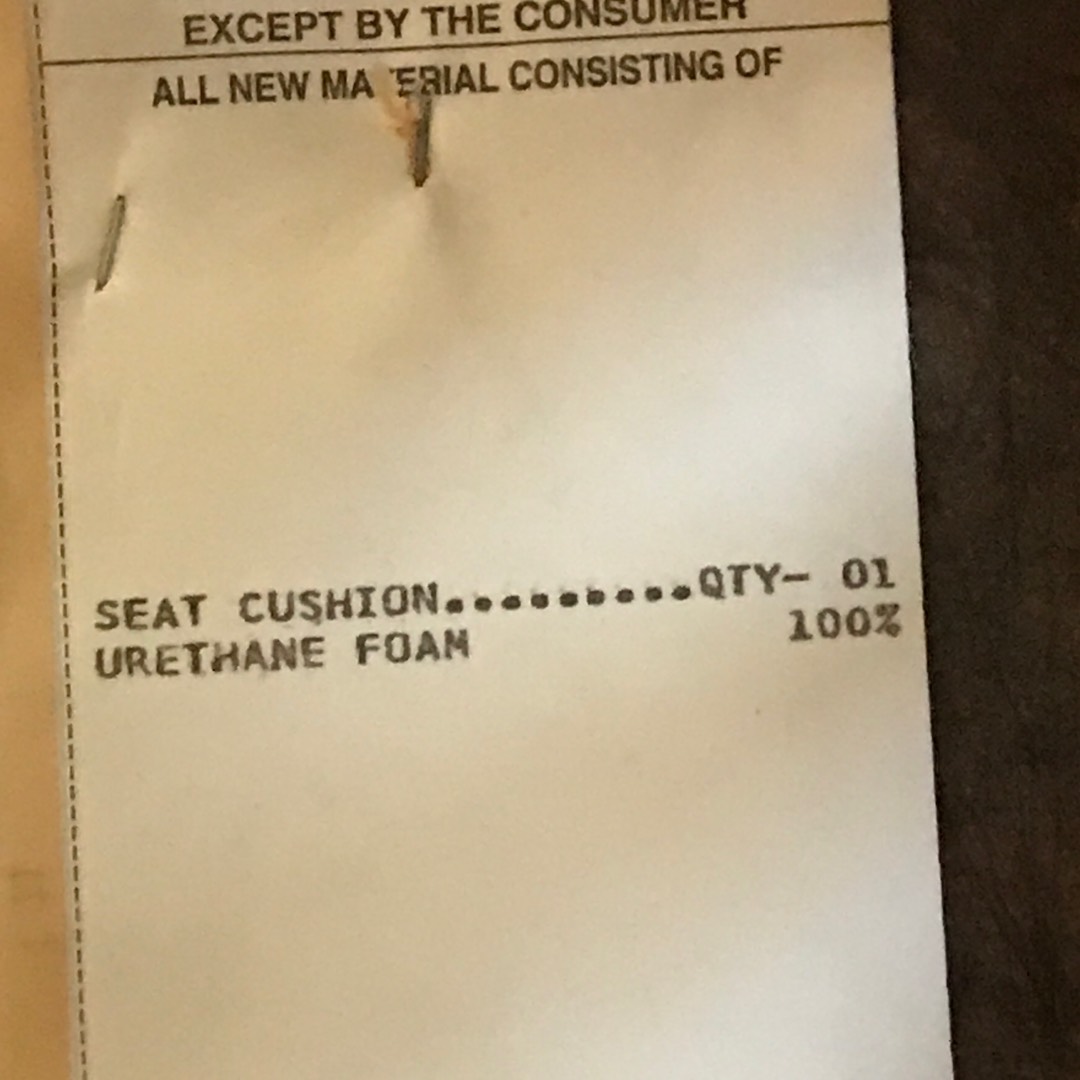 EXCEPT BY THE CONSUMER
ALL NEW MATERIAL CONSISTING OF
SEAT CUSHION..........QTY- 01
URETHANE FOAM 100%